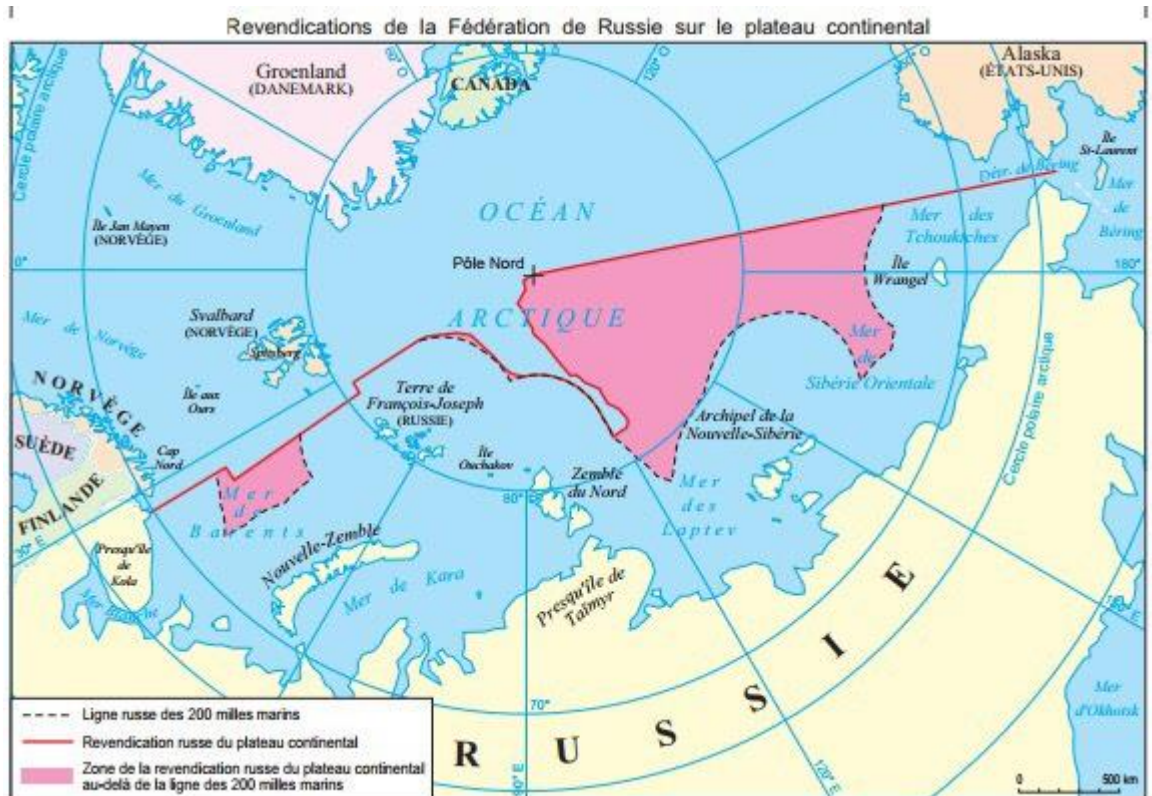 Revendications de la Fédération de Russie sur le plateau continental
Cercle polaire arctique
60° O
120° O
Groenland
(DANEMARK)
CANADA
Alaska
(ÉTATS-UNIS)
Île
St-Laurent
Détr. de Béring
Mer
de
Béring
Mer du Groenland
Île Jan Mayen
(NORVÈGE)
OCÉAN
ARCTIQUE
Pôle Nord
Mer des
Tchouktches
Île
Wrangel
0°
180°
Mer de Norvège
Svalbard
(NORVÈGE)
Spitsberg
Île aux
Ours
Mer
de
Sibérie Orientale
NORVÈGE
SUÈDE
FINLANDE
Cap
Nord
Terre de
François-Joseph
(RUSSIE)
Île
Ouchakov
Archipel de la
Nouvelle-Sibérie
Cercle polaire arctique
Mer
de
Barents
Zemble
du Nord
80°
Mer
des
Laptev
30° E
Presqu'île
de
Kola
Mer Blanche
Nouvelle-Zemble
Mer de Kara
Presqu'île de
Taïmyr
150° E
70°
RUSSIE
Mer
d'Okhotsk
90° E
120° E
Ligne russe des 200 milles marins
Revendication russe du plateau continental
Zone de la revendication russe du plateau continental
au-delà de la ligne des 200 milles marins
0 500 km